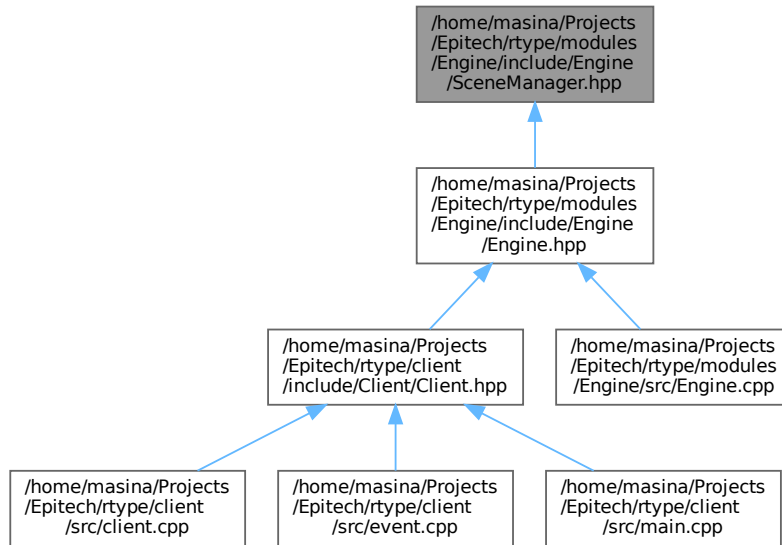 /home/masina/Projects
/Epitech/rtype/modules
/Engine/include/Engine
/SceneManager.hpp
/home/masina/Projects
/Epitech/rtype/modules
/Engine/include/Engine
/Engine.hpp
/home/masina/Projects
/Epitech/rtype/client
/include/Client/Client.hpp
/home/masina/Projects
/Epitech/rtype/modules
/Engine/src/Engine.cpp
/home/masina/Projects
/Epitech/rtype/client
/src/client.cpp
/home/masina/Projects
/Epitech/rtype/client
/src/event.cpp
/home/masina/Projects
/Epitech/rtype/client
/src/main.cpp